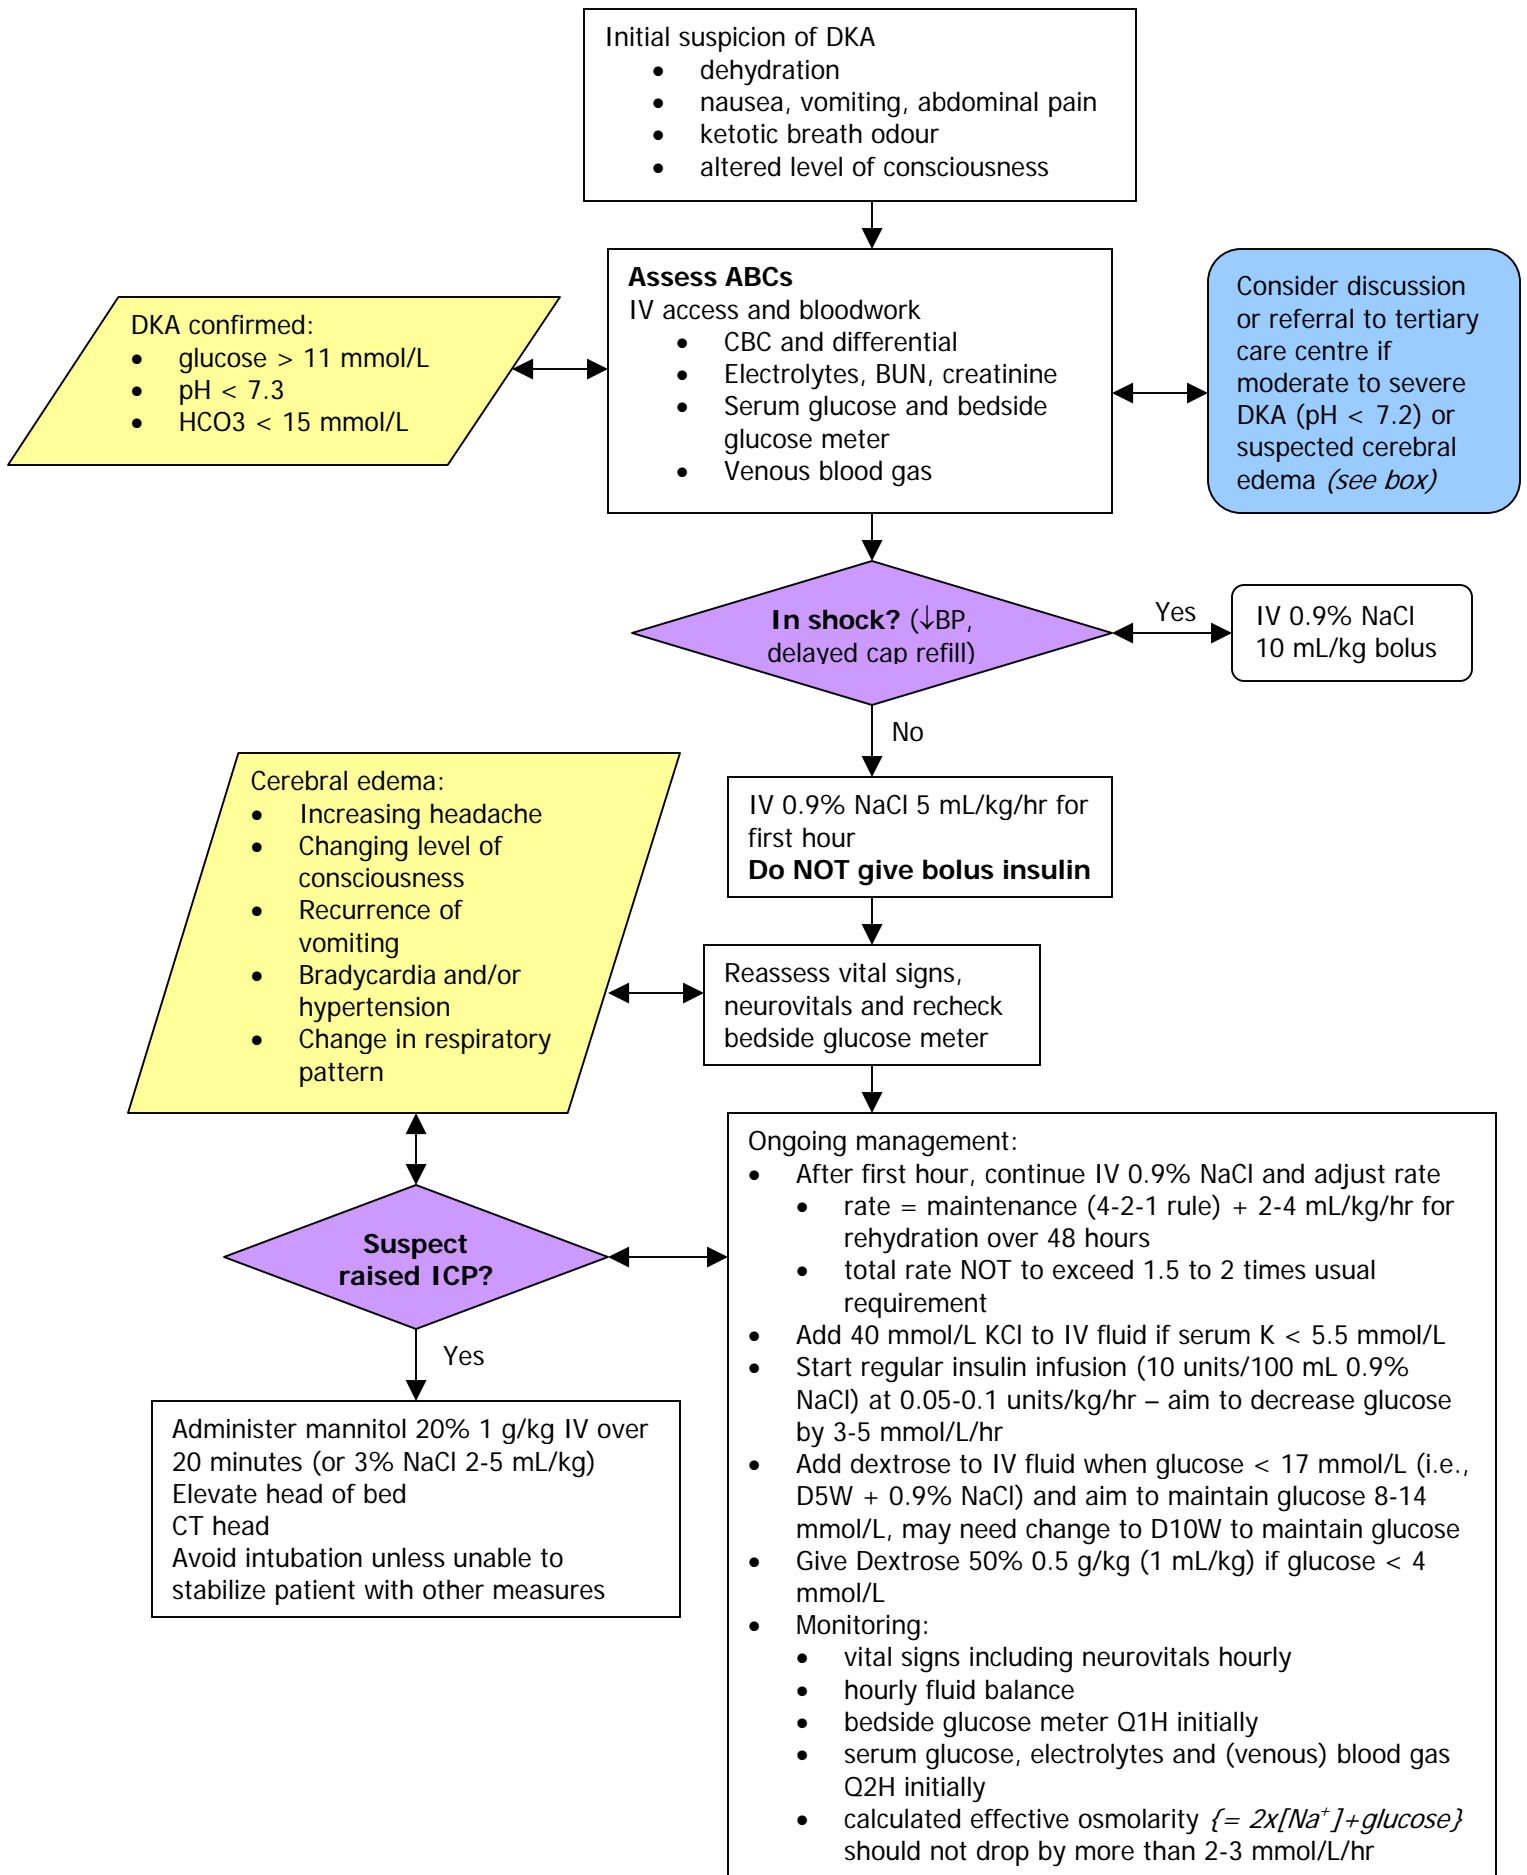 Initial suspicion of DKA
• dehydration
• nausea, vomiting, abdominal pain
• ketotic breath odour
• altered level of consciousness
DKA confirmed:
• glucose > 11 mmol/L
• pH < 7.3
• HCO3 < 15 mmol/L
Assess ABCs
IV access and bloodwork
• CBC and differential
• Electrolytes, BUN, creatinine
• Serum glucose and bedside
glucose meter
• Venous blood gas
Consider discussion
or referral to tertiary
care centre if
moderate to severe
DKA (pH < 7.2) or
suspected cerebral
edema (see box)
In shock? (↓BP,
delayed cap refill)
Yes
IV 0.9% NaCl
10 mL/kg bolus
No
IV 0.9% NaCl 5 mL/kg/hr for
first hour
Do NOT give bolus insulin
Cerebral edema:
• Increasing headache
• Changing level of
consciousness
• Recurrence of
vomiting
• Bradycardia and/or
hypertension
• Change in respiratory
pattern
Reassess vital signs,
neurovitals and recheck
bedside glucose meter
Suspect
raised ICP?
Yes
Administer mannitol 20% 1 g/kg IV over
20 minutes (or 3% NaCl 2-5 mL/kg)
Elevate head of bed
CT head
Avoid intubation unless unable to
stabilize patient with other measures
Ongoing management:
• After first hour, continue IV 0.9% NaCl and adjust rate
• rate = maintenance (4-2-1 rule) + 2-4 mL/kg/hr for
rehydration over 48 hours
• total rate NOT to exceed 1.5 to 2 times usual
requirement
• Add 40 mmol/L KCl to IV fluid if serum K < 5.5 mmol/L
• Start regular insulin infusion (10 units/100 mL 0.9%
NaCl) at 0.05-0.1 units/kg/hr – aim to decrease glucose
by 3-5 mmol/L/hr
• Add dextrose to IV fluid when glucose < 17 mmol/L (i.e.,
D5W + 0.9% NaCl) and aim to maintain glucose 8-14
mmol/L, may need change to D10W to maintain glucose
• Give Dextrose 50% 0.5 g/kg (1 mL/kg) if glucose < 4
mmol/L
• Monitoring:
• vital signs including neurovitals hourly
• hourly fluid balance
• bedside glucose meter Q1H initially
• serum glucose, electrolytes and (venous) blood gas
Q2H initially
• calculated effective osmolarity {= 2x[Na⁺]+glucose}
should not drop by more than 2-3 mmol/L/hr